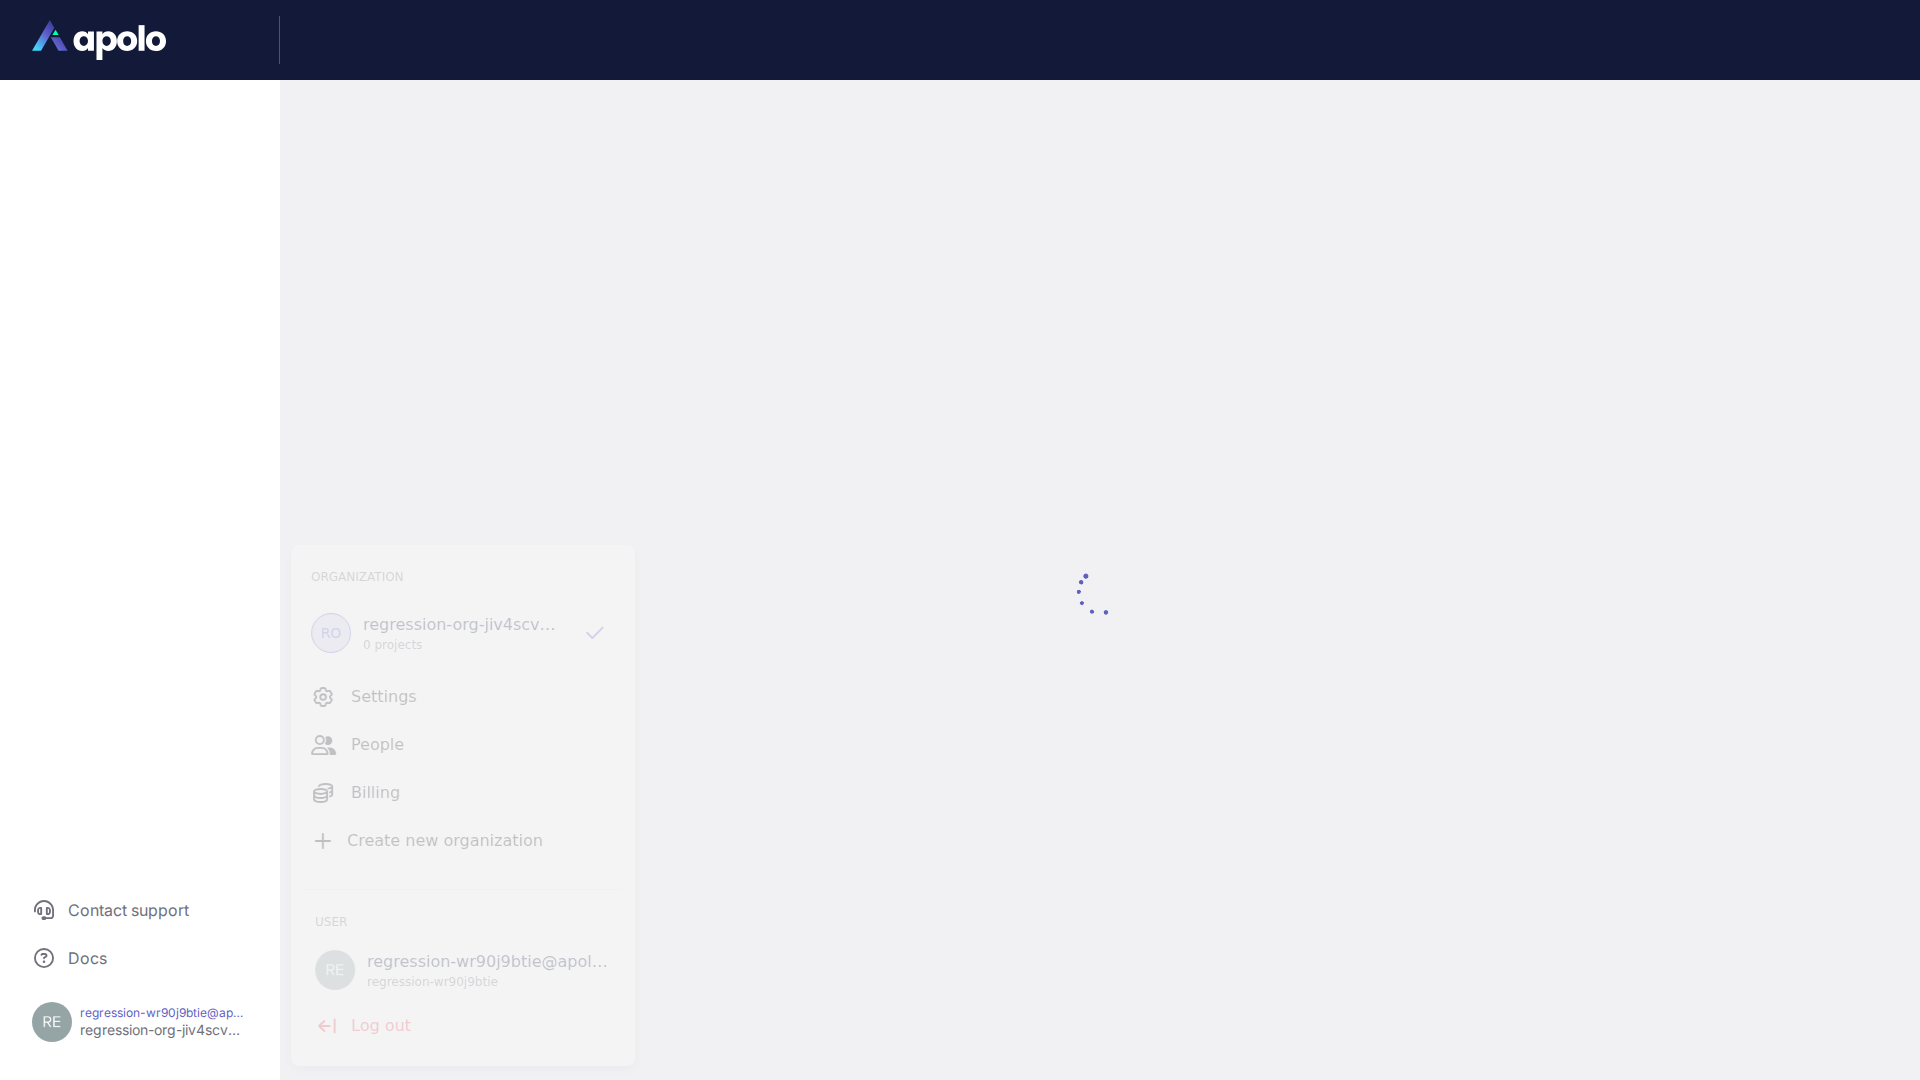 apolo
ORGANIZATION
RO
regression-org-jiv4scv...
0 projects
Settings
People
Billing
Create new organization
USER
RE
regression-wr90j9btie@apol...
regression-wr90j9btie
Log out
Contact support
Docs
RE
regression-wr90j9btie@ap...
regression-org-jiv4scv...